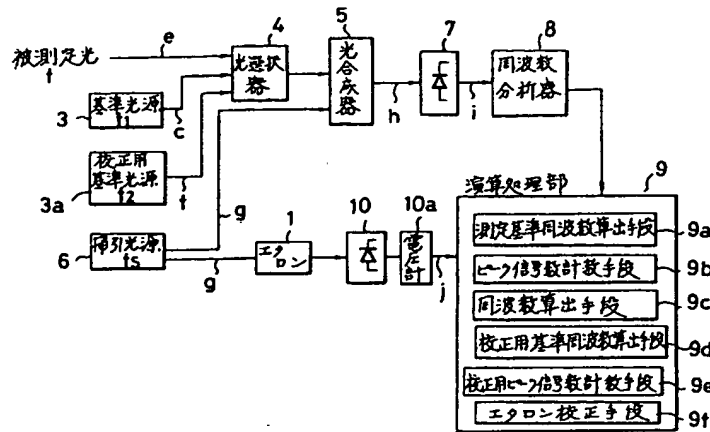 被測定光
f
e
4
光選択器
5
光合成器
7
8
周波数分析器
3
基準光源
f1
c
h
i
3a
校正用基準光源
f2
f
g
6
掃引光源
fs
g
1
エタロン
10
10a
電圧計
j
演算処理部
9
測定基準周波数算出手段
9a
ピーク信号数計数手段
9b
周波数算出手段
9c
校正用基準周波数算出手段
9d
校正用ピーク信号数計数手段
9e
エタロン校正手段
9f